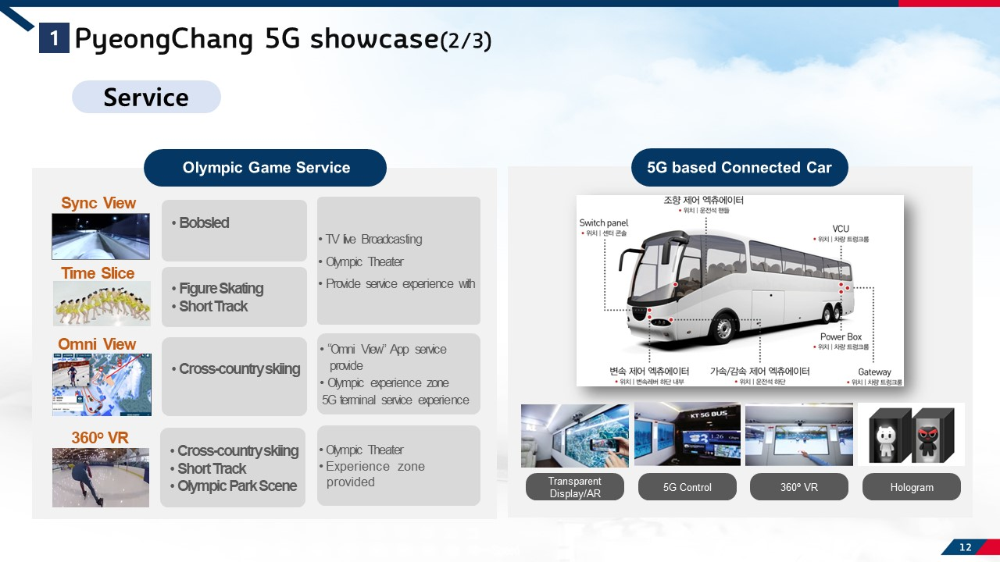 1 PyeongChang 5G showcase(2/3)
Service
Olympic Game Service
Sync View
• Bobsled
• TV live Broadcasting
• Olympic Theater
• Provide service experience with
Time Slice
• Figure Skating
• Short Track
Omni View
• Cross-country skiing
• “Omni View” App service
provide
• Olympic experience zone
5G terminal service experience
360º VR
• Cross-country skiing
• Short Track
• Olympic Park Scene
• Olympic Theater
• Experience zone
provided
5G based Connected Car
조향 제어 엑츄에이터
• 위치 | 운전석 핸들
Switch panel
• 위치 | 센터 콘솔
VCU
• 위치 | 차량 트렁크룸
Power Box
• 위치 | 차량 트렁크룸
변속 제어 엑츄에이터
• 위치 | 변속레버 하단 내부
가속/감속 제어 엑츄에이터
• 위치 | 운전석 하단
Gateway
• 위치 | 차량 트렁크룸
KT 5G BUS
1.26
Transparent
Display/AR
5G Control
360º VR
Hologram
12